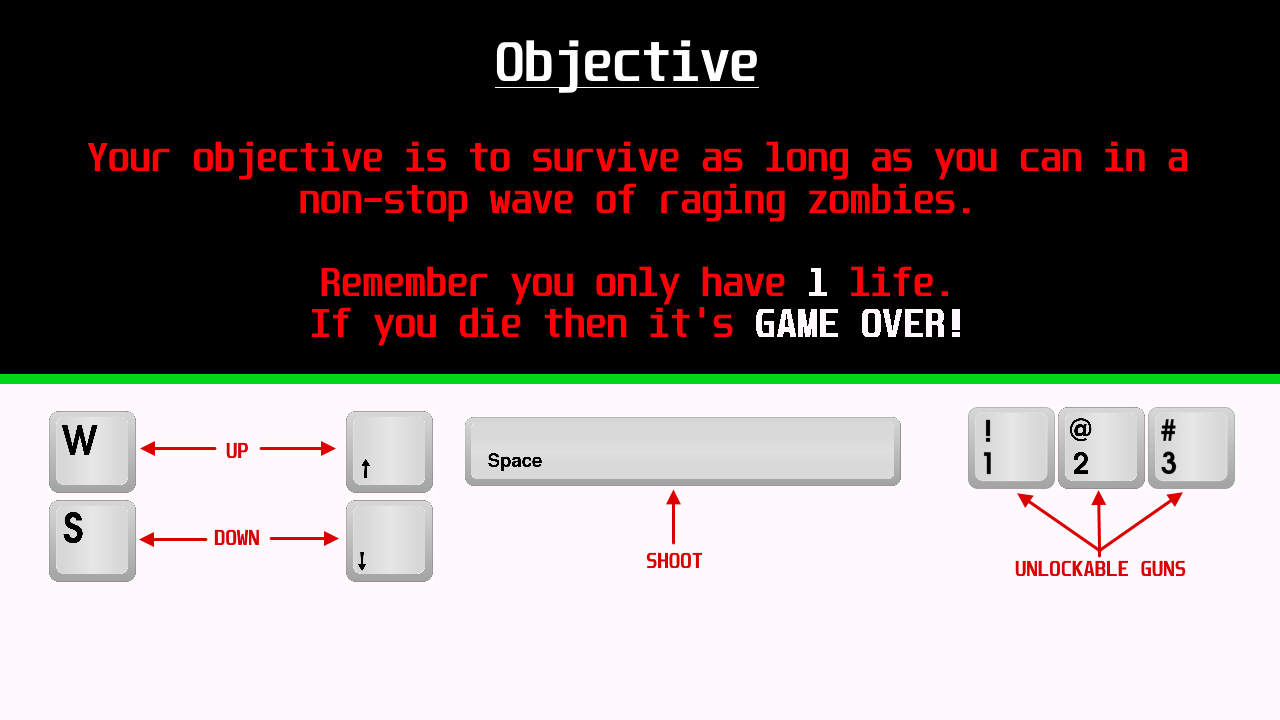 Objective
Your objective is to survive as long as you can in a
non-stop wave of raging zombies.
Remember you only have 1 life.
If you die then it's GAME OVER!
W
UP
↑
S
DOWN
↓
Space
SHOOT
! @ #
1 2 3
UNLOCKABLE GUNS